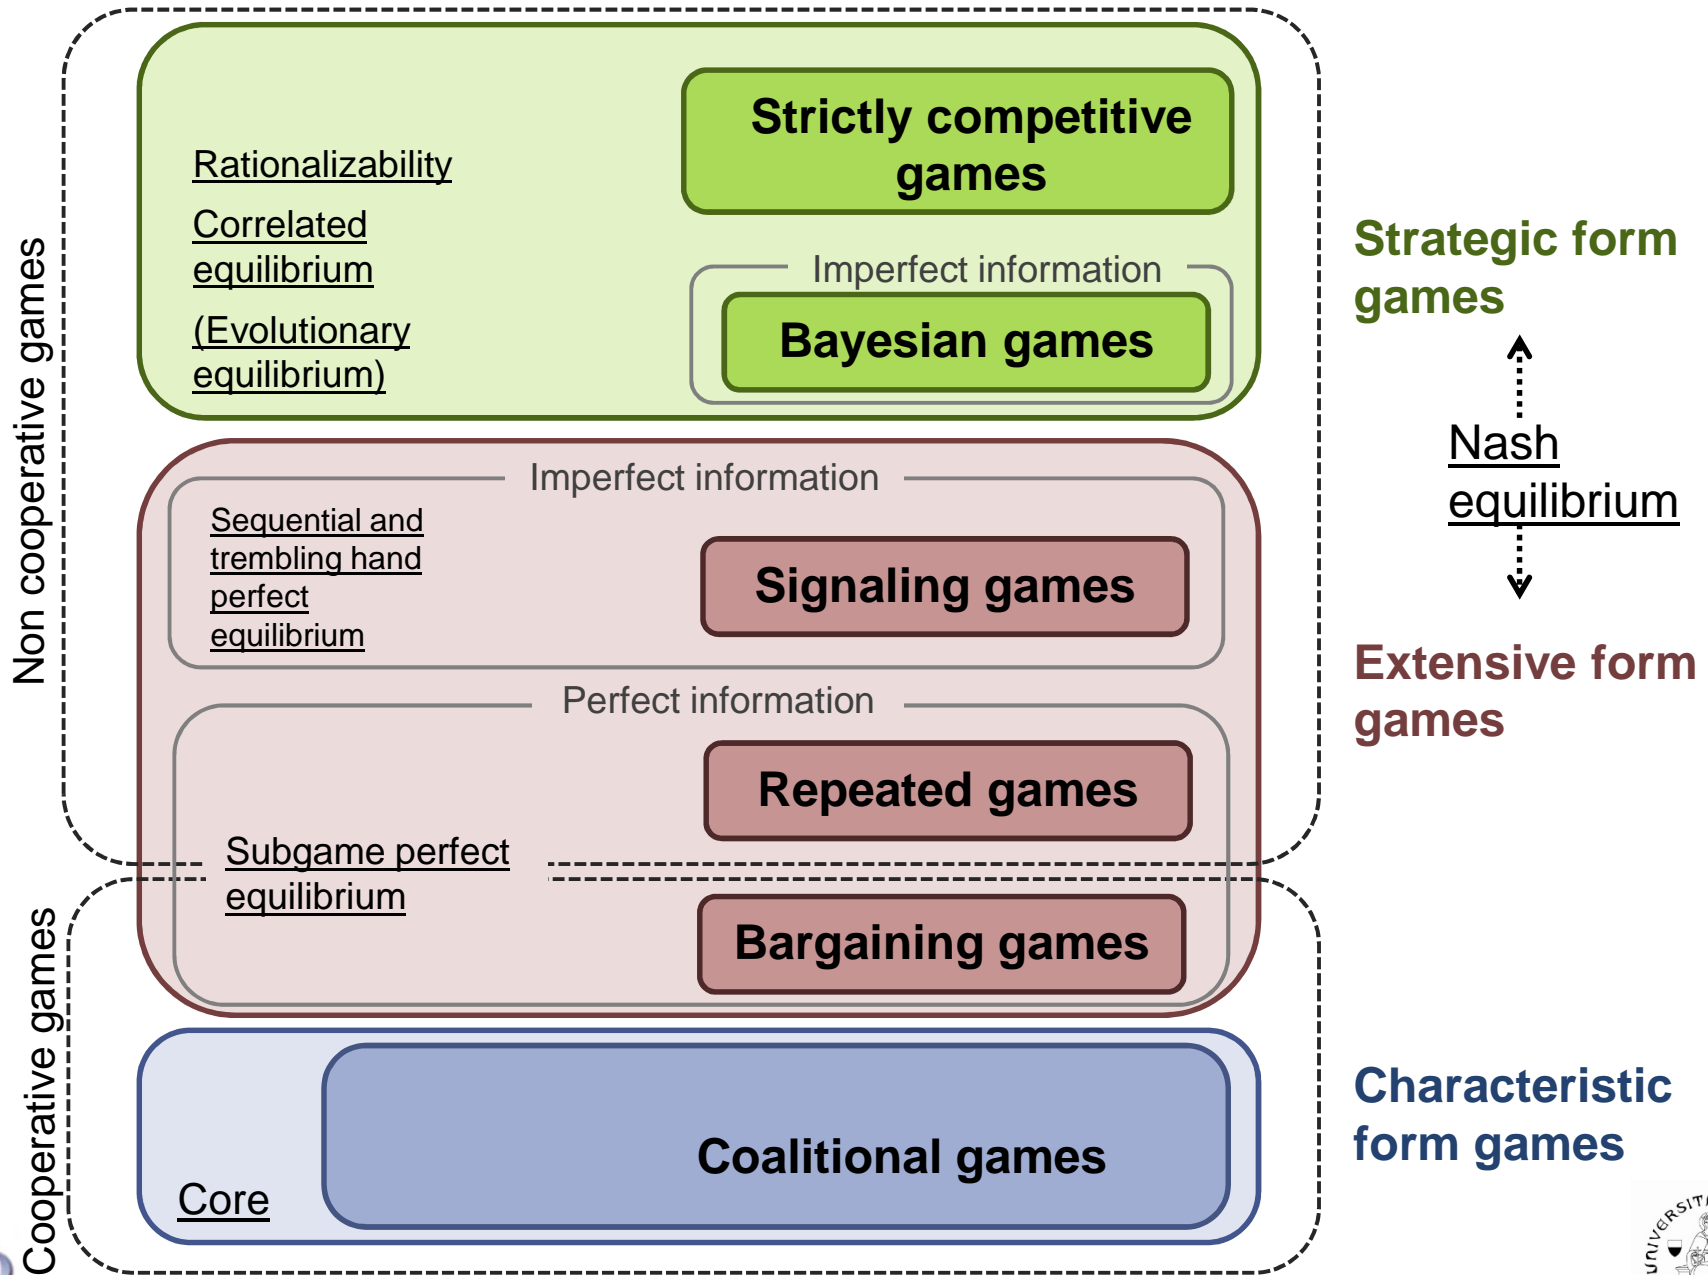 Non cooperative games
Strictly competitive
games
Rationalizability
Correlated
equilibrium
(Evolutionary
equilibrium)
Imperfect information
Bayesian games
Strategic form
games
Nash
equilibrium
Imperfect information
Sequential and
trembling hand
perfect
equilibrium
Signaling games
Extensive form
games
Perfect information
Repeated games
Subgame perfect
equilibrium
Bargaining games
Cooperative games
Coalitional games
Core
Characteristic
form games